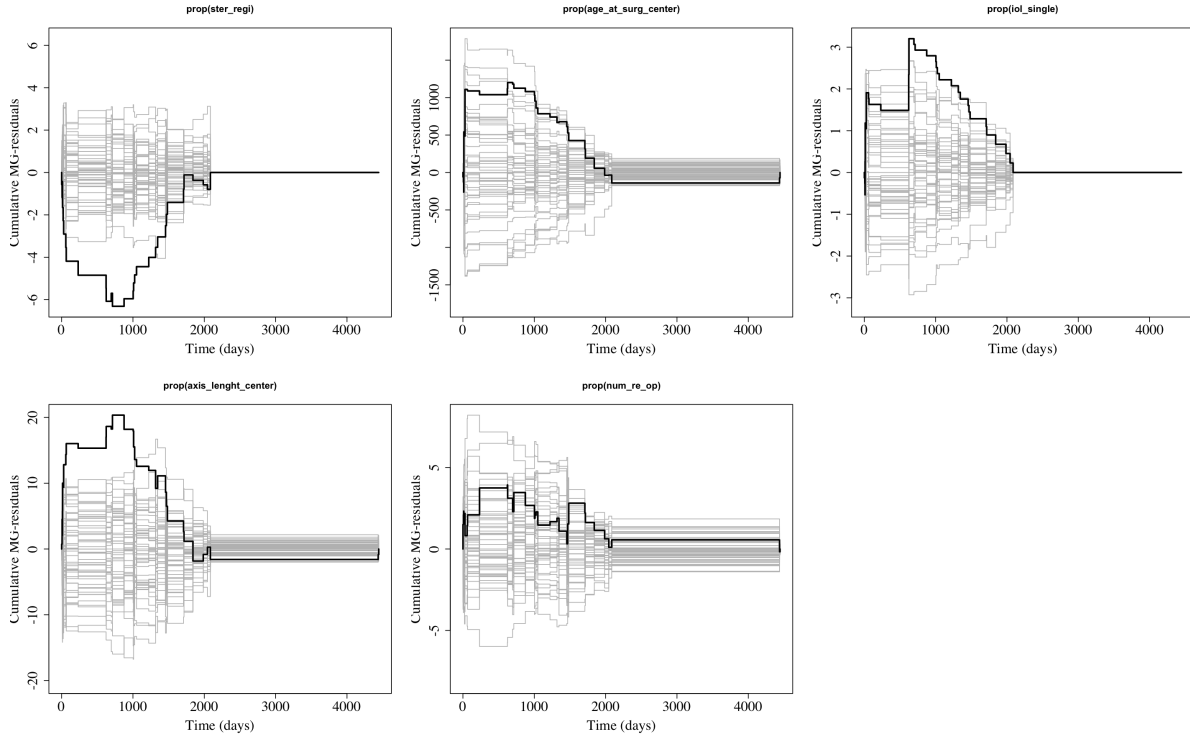 prop(ster_regi)
Cumulative MG-residuals
6
4
2
0
-2
-4
-6
0 1000 2000 3000 4000
Time (days)
prop(age_at_surg_center)
Cumulative MG-residuals
1000
500
0
-500
-1500
0 1000 2000 3000 4000
Time (days)
prop(iol_single)
Cumulative MG-residuals
3
2
1
0
-1
-2
-3
0 1000 2000 3000 4000
Time (days)
prop(axis_lenght_center)
Cumulative MG-residuals
20
10
0
-10
-20
0 1000 2000 3000 4000
Time (days)
prop(num_re_op)
Cumulative MG-residuals
5
0
-5
0 1000 2000 3000 4000
Time (days)